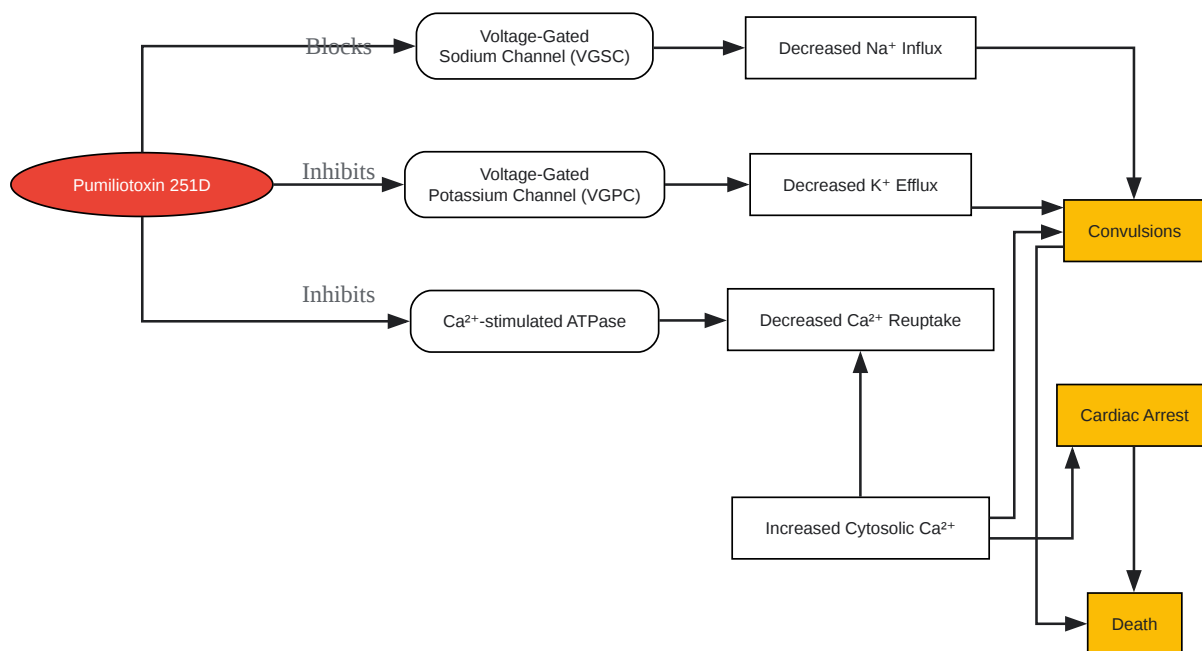 Blocks
Voltage-Gated
Sodium Channel (VGSC)
Decreased Na⁺ Influx
Pumiliotoxin 251D
Inhibits
Voltage-Gated
Potassium Channel (VGPC)
Decreased K⁺ Efflux
Convulsions
Inhibits
Ca²⁺-stimulated ATPase
Decreased Ca²⁺ Reuptake
Cardiac Arrest
Increased Cytosolic Ca²⁺
Death